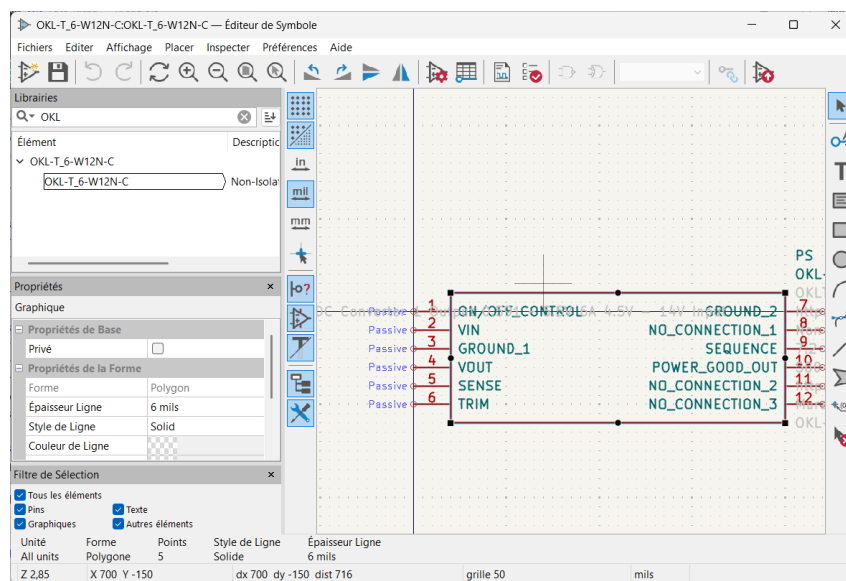 OKL-T_6-W12N-C:OKL-T_6-W12N-C — Éditeur de Symbole
Fichiers Editer Affichage Placer Inspecter Préférences Aide
Librairies
OKL
Élément Descriptic
OKL-T_6-W12N-C
OKL-T_6-W12N-C Non-Isola
in
mil
mm
Propriétés
Graphique
Propriétés de Base
Privé
Propriétés de la Forme
Forme Polygon
Épaisseur Ligne 6 mils
Style de Ligne Solid
Couleur de Ligne
Filtre de Sélection
Tous les éléments
Pins Texte
Graphiques Autres éléments
PS
OKL-
Passive 1 ON/OFF_CONTROL GROUND_2 7
Passive 2 VIN NO_CONNECTION_1 8
Passive 3 GROUND_1 SEQUENCE 9
Passive 4 VOUT POWER_GOOD_OUT 10
Passive 5 SENSE NO_CONNECTION_2 11
Passive 6 TRIM NO_CONNECTION_3 12
OKL-
Unité Forme Points Style de Ligne Épaisseur Ligne
All units Polygone 5 Solide 6 mils
Z 2,85 X 700 Y -150 dx 700 dy -150 dist 716 grille 50 mils